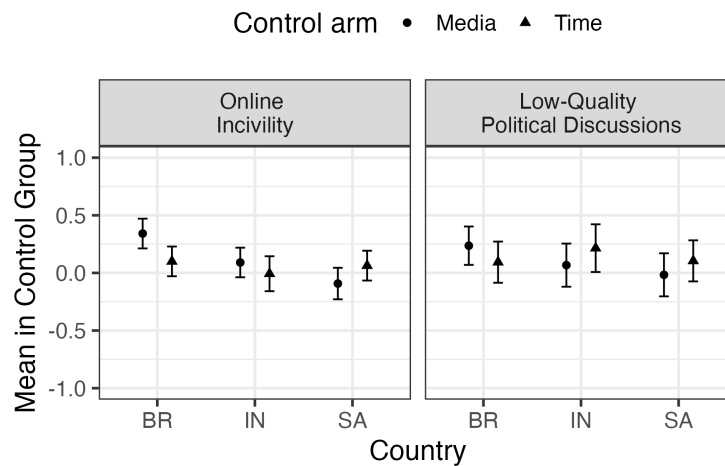 Control arm Media Time
Online
Incivility
Low-Quality
Political Discussions
Mean in Control Group
1.0
0.5
0.0
-0.5
-1.0
BR IN SA BR IN SA
Country